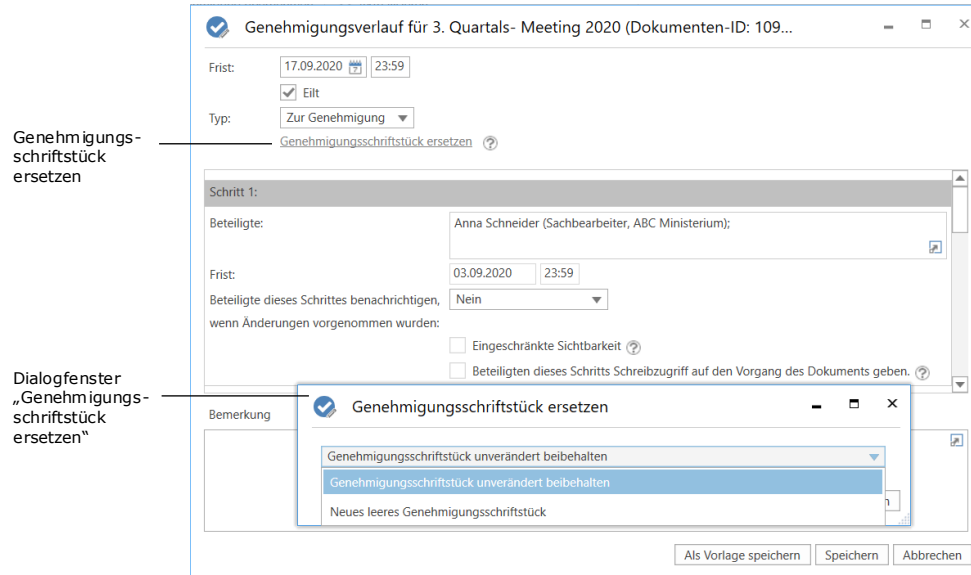 Genehmigungsverlauf für 3. Quartals- Meeting 2020 (Dokumenten-ID: 109...
Frist:
17.09.2020
23:59
Eilt
Typ:
Zur Genehmigung
Genehmigungs-
schriftstück
ersetzen
Genehmigungsschriftstück ersetzen
Schritt 1:
Beteiligte:
Anna Schneider (Sachbearbeiter, ABC Ministerium);
Frist:
03.09.2020
23:59
Beteiligte dieses Schrittes benachrichtigen,
wenn Änderungen vorgenommen wurden:
Nein
Eingeschränkte Sichtbarkeit
Beteiligten dieses Schritts Schreibzugriff auf den Vorgang des Dokuments geben.
Dialogfenster
„Genehmigungs-
schriftstück
ersetzen“
Bemerkung
Genehmigungsschriftstück ersetzen
Genehmigungsschriftstück unverändert beibehalten
Genehmigungsschriftstück unverändert beibehalten
Neues leeres Genehmigungsschriftstück
n
Als Vorlage speichern
Speichern
Abbrechen